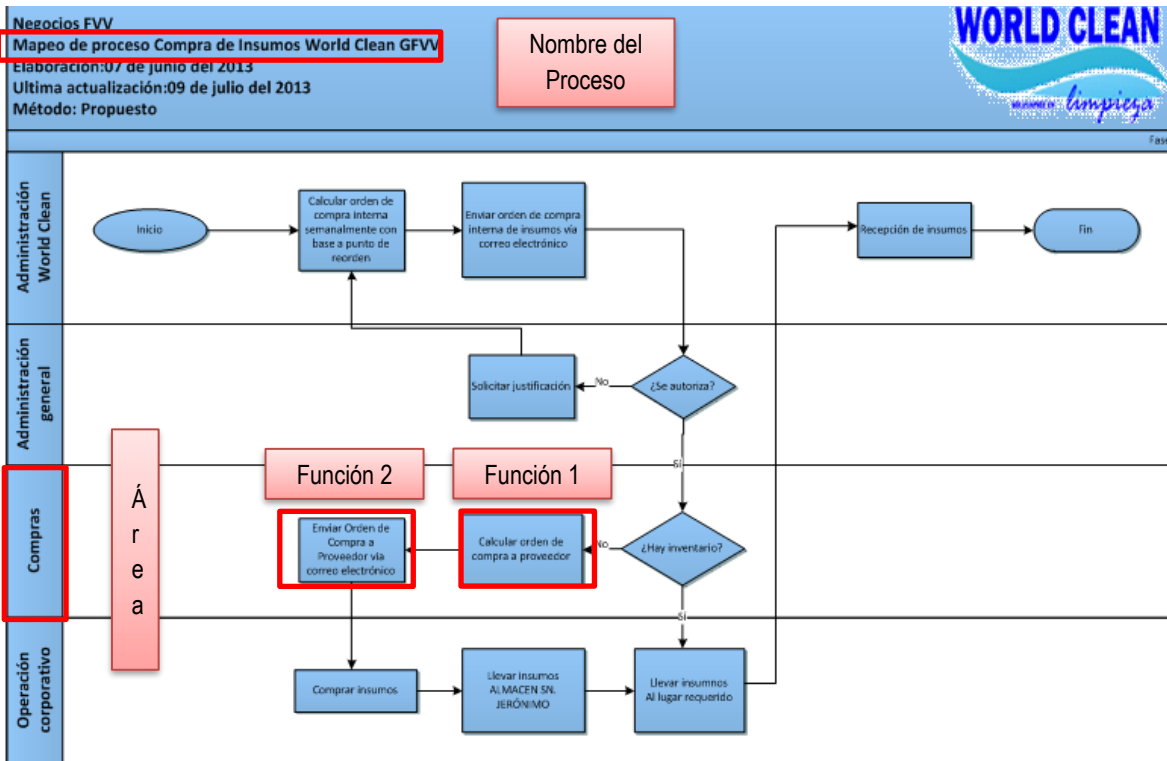 Negocios FVV
Mapeo de proceso Compra de Insumos World Clean GFVV
Elaboración:07 de junio del 2013
Ultima actualización:09 de julio del 2013
Método: Propuesto
Nombre del
Proceso
WORLD CLEAN
limpieza
Fase
Administración
World Clean
Inicio
Calcular orden de
compra interna
semanalmente con
base a punto de
reorden
Enviar orden de compra
interna de insumos vía
correo electrónico
Recepción de insumos
Fin
Administración
general
Solicitar justificación
No
¿Se autoriza?
Sí
Compras
Á
r
e
a
Función 2
Función 1
Enviar Orden de
Compra a
Proveedor vía
correo electrónico
Calcular orden de
compra a proveedor
No
¿Hay inventario?
Sí
Operación
corporativo
Comprar insumos
Llevar insumos
ALMACEN SN.
JERÓNIMO
Llevar insumnos
Al lugar requerido